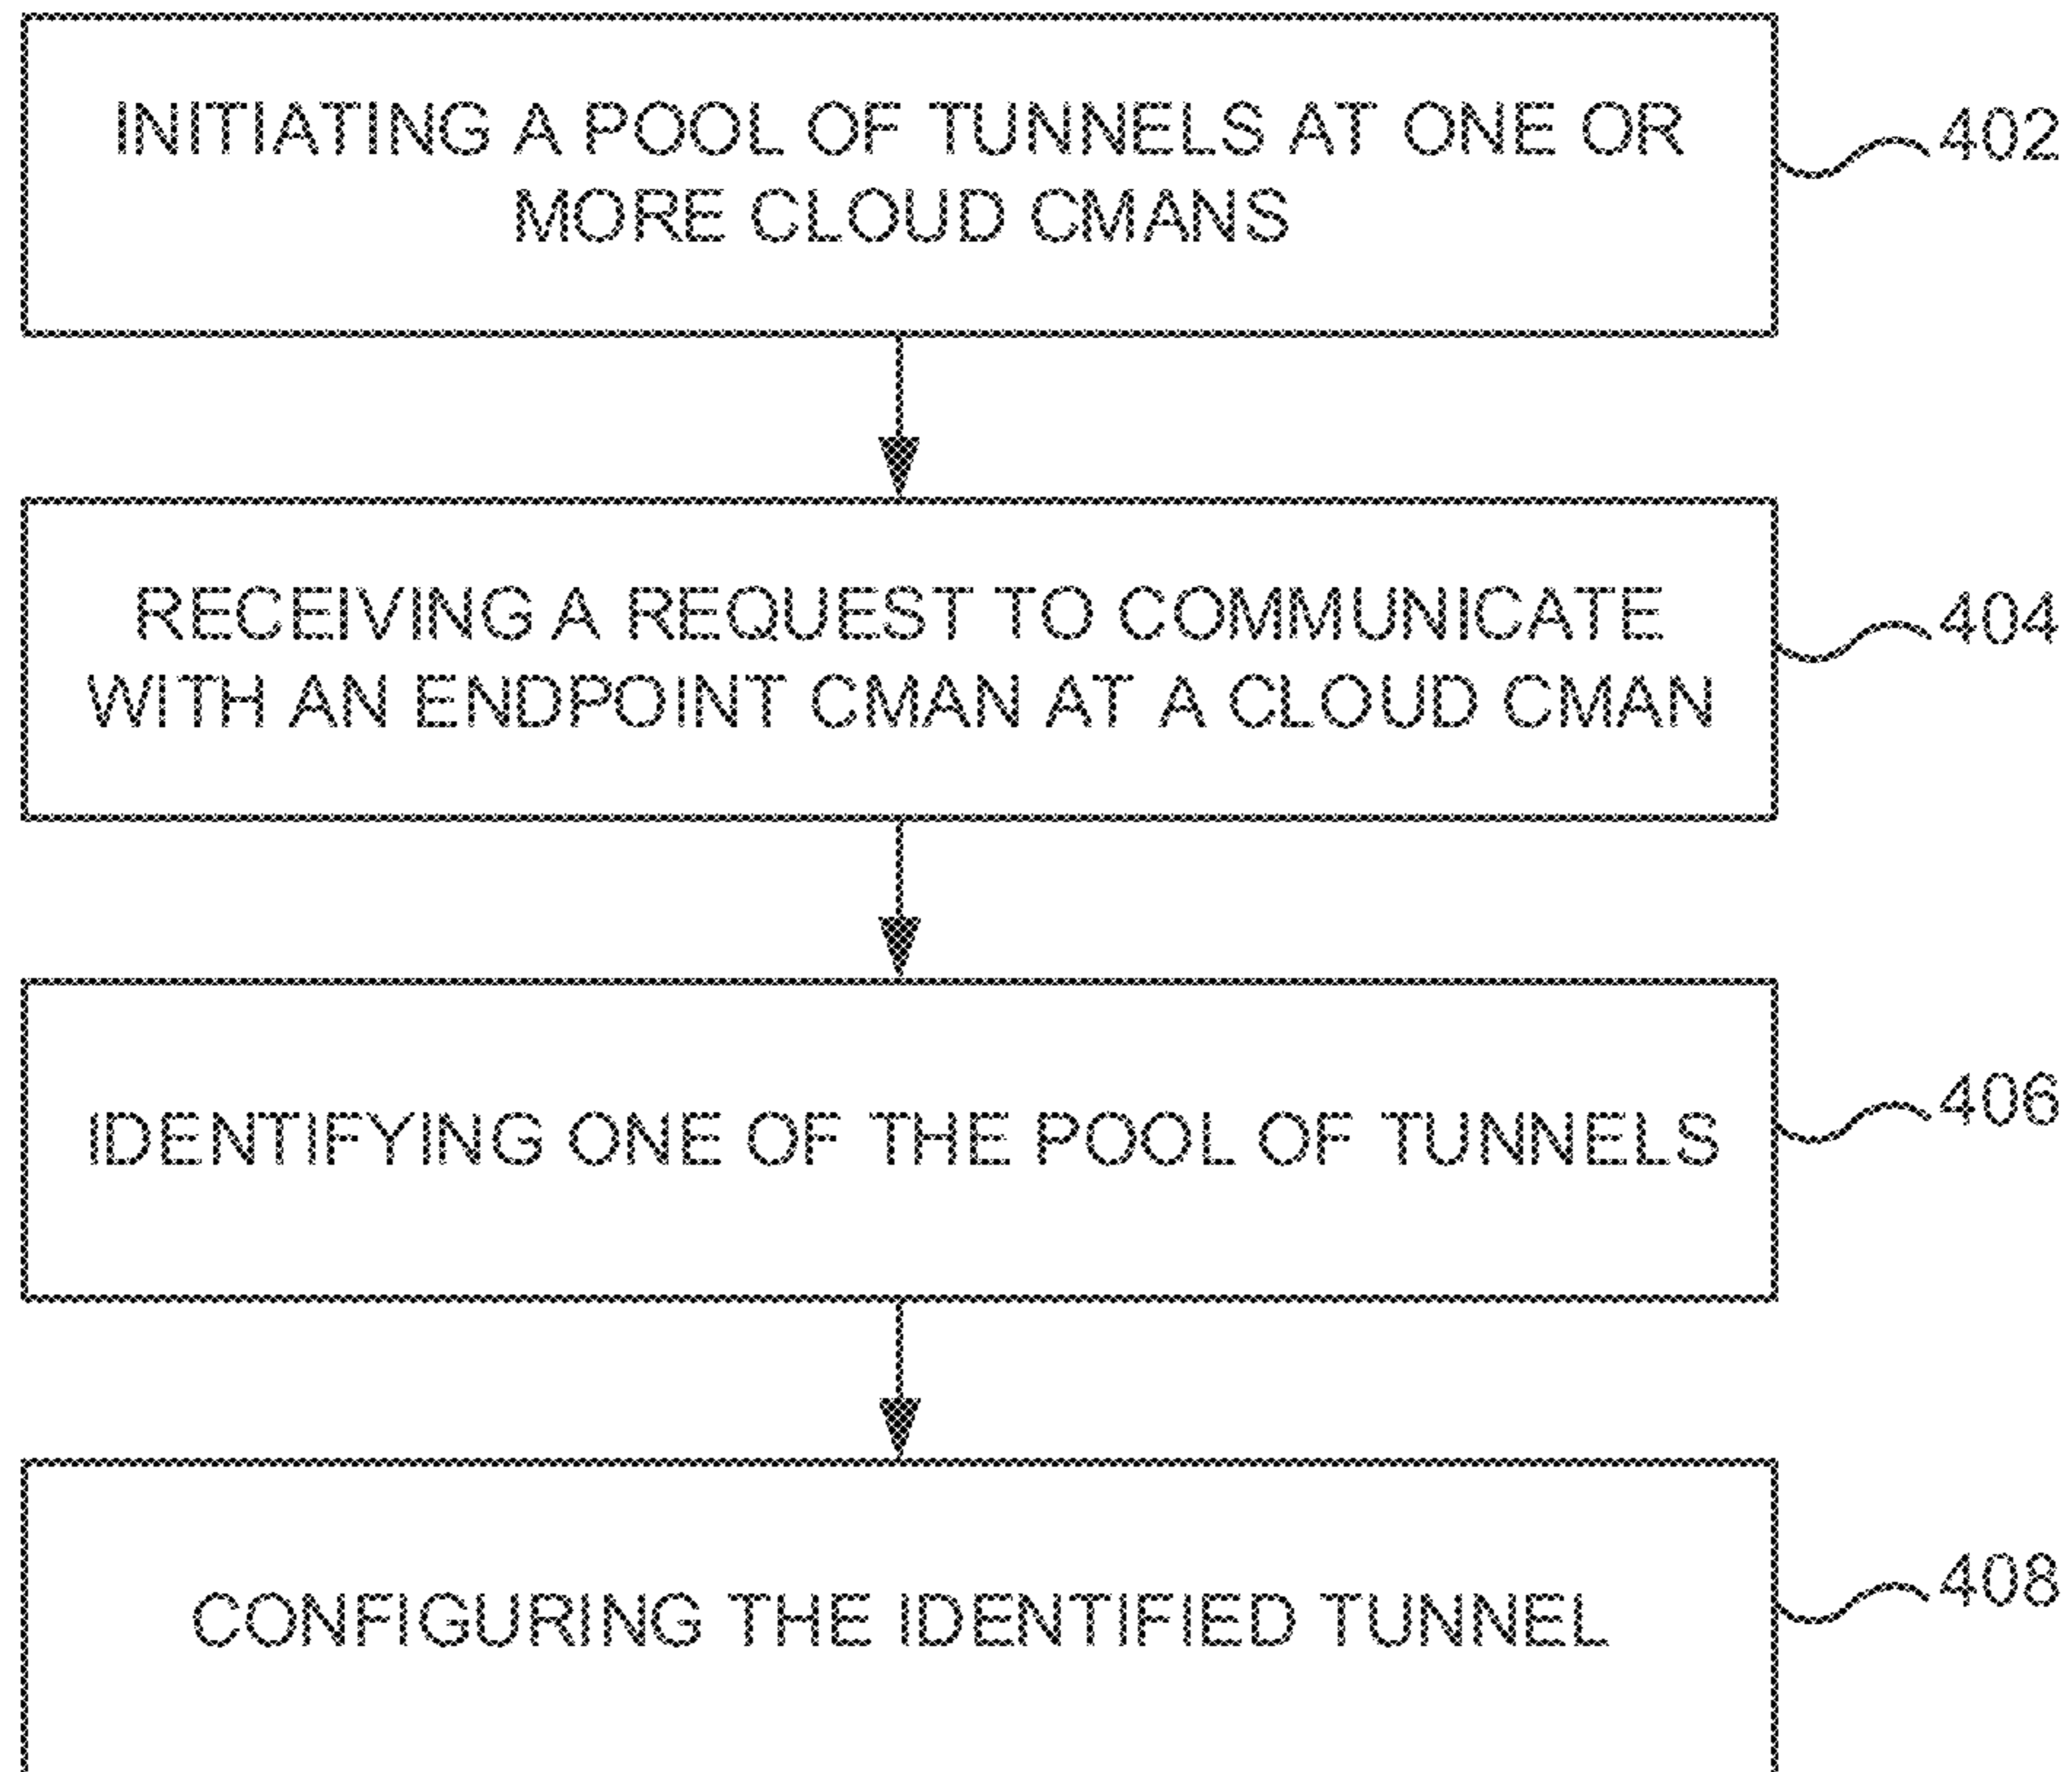 INITIATING A POOL OF TUNNELS AT ONE OR
MORE CLOUD CMANS
402
RECEIVING A REQUEST TO COMMUNICATE
WITH AN ENDPOINT CMAN AT A CLOUD CMAN
404
IDENTIFYING ONE OF THE POOL OF TUNNELS
406
CONFIGURING THE IDENTIFIED TUNNEL
408